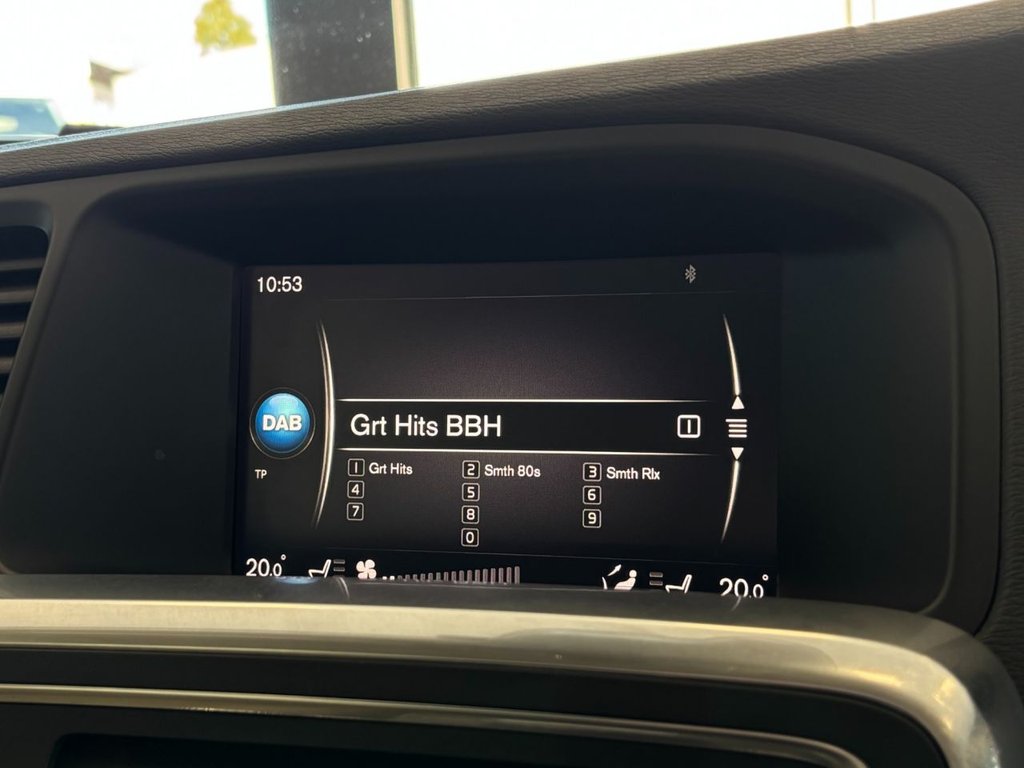 10:53
DAB
Grt Hits BBH 1
TP
1 Grt Hits 2 Smth 80s 3 Smth Rlx
4 5 6
7 8 9
0
20.0° 20.0°